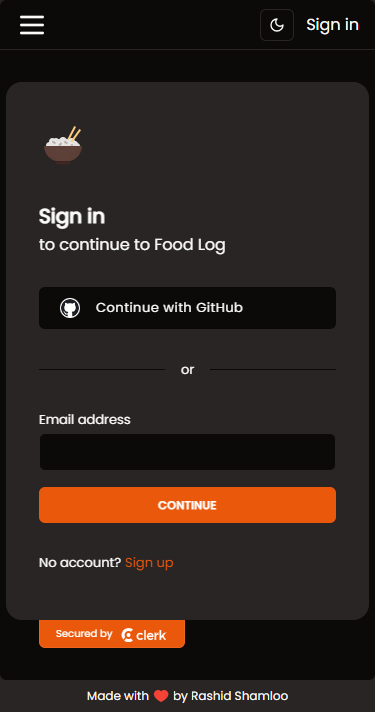 Sign in
Sign in
to continue to Food Log
Continue with GitHub
or
Email address
CONTINUE
No account? Sign up
Secured by clerk
Made with ❤️ by Rashid Shamloo